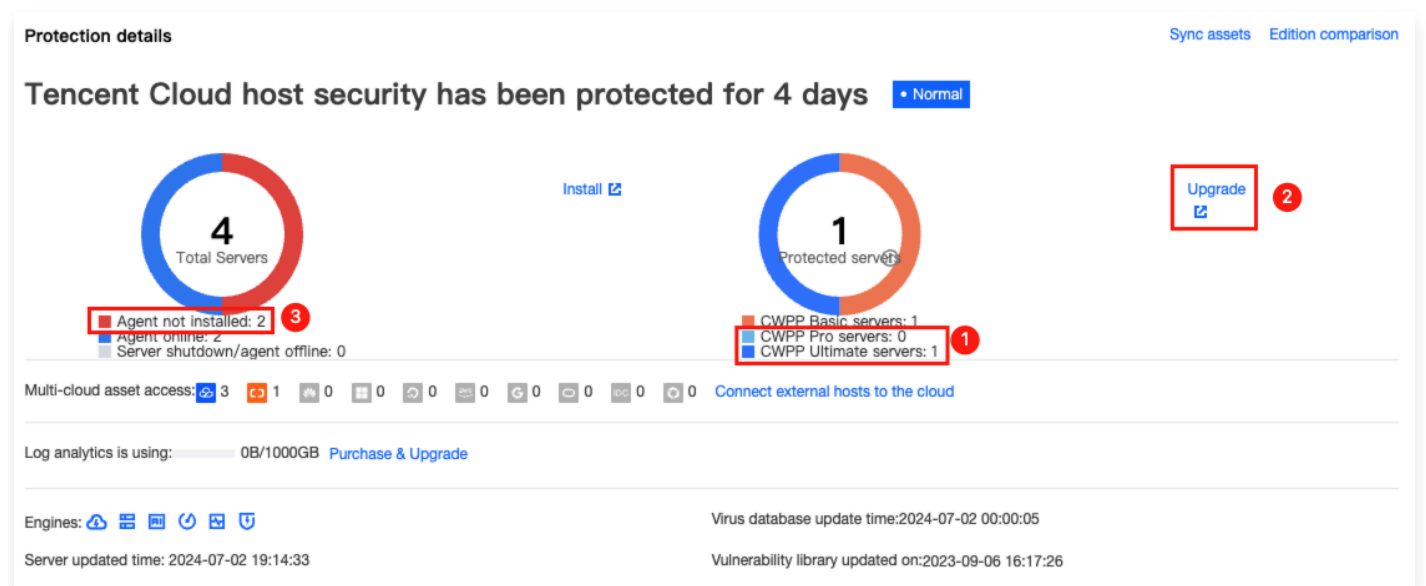 Protection details
Sync assets Edition comparison
Tencent Cloud host security has been protected for 4 days • Normal
4
Total Servers
Install
1
Protected servers
Upgrade
2
Agent not installed: 2
3
Agent online: 2
Server shutdown/agent offline: 0
CWPP Basic servers: 1
CWPP Pro servers: 0
CWPP Ultimate servers: 1
1
Multi-cloud asset access: 3 1 0 0 0 aws 0 G 0 0 IDC 0 0 Connect external hosts to the cloud
Log analytics is using: 0B/1000GB Purchase & Upgrade
Engines:
Virus database update time:2024-07-02 00:00:05
Server updated time: 2024-07-02 19:14:33
Vulnerability library updated on:2023-09-06 16:17:26